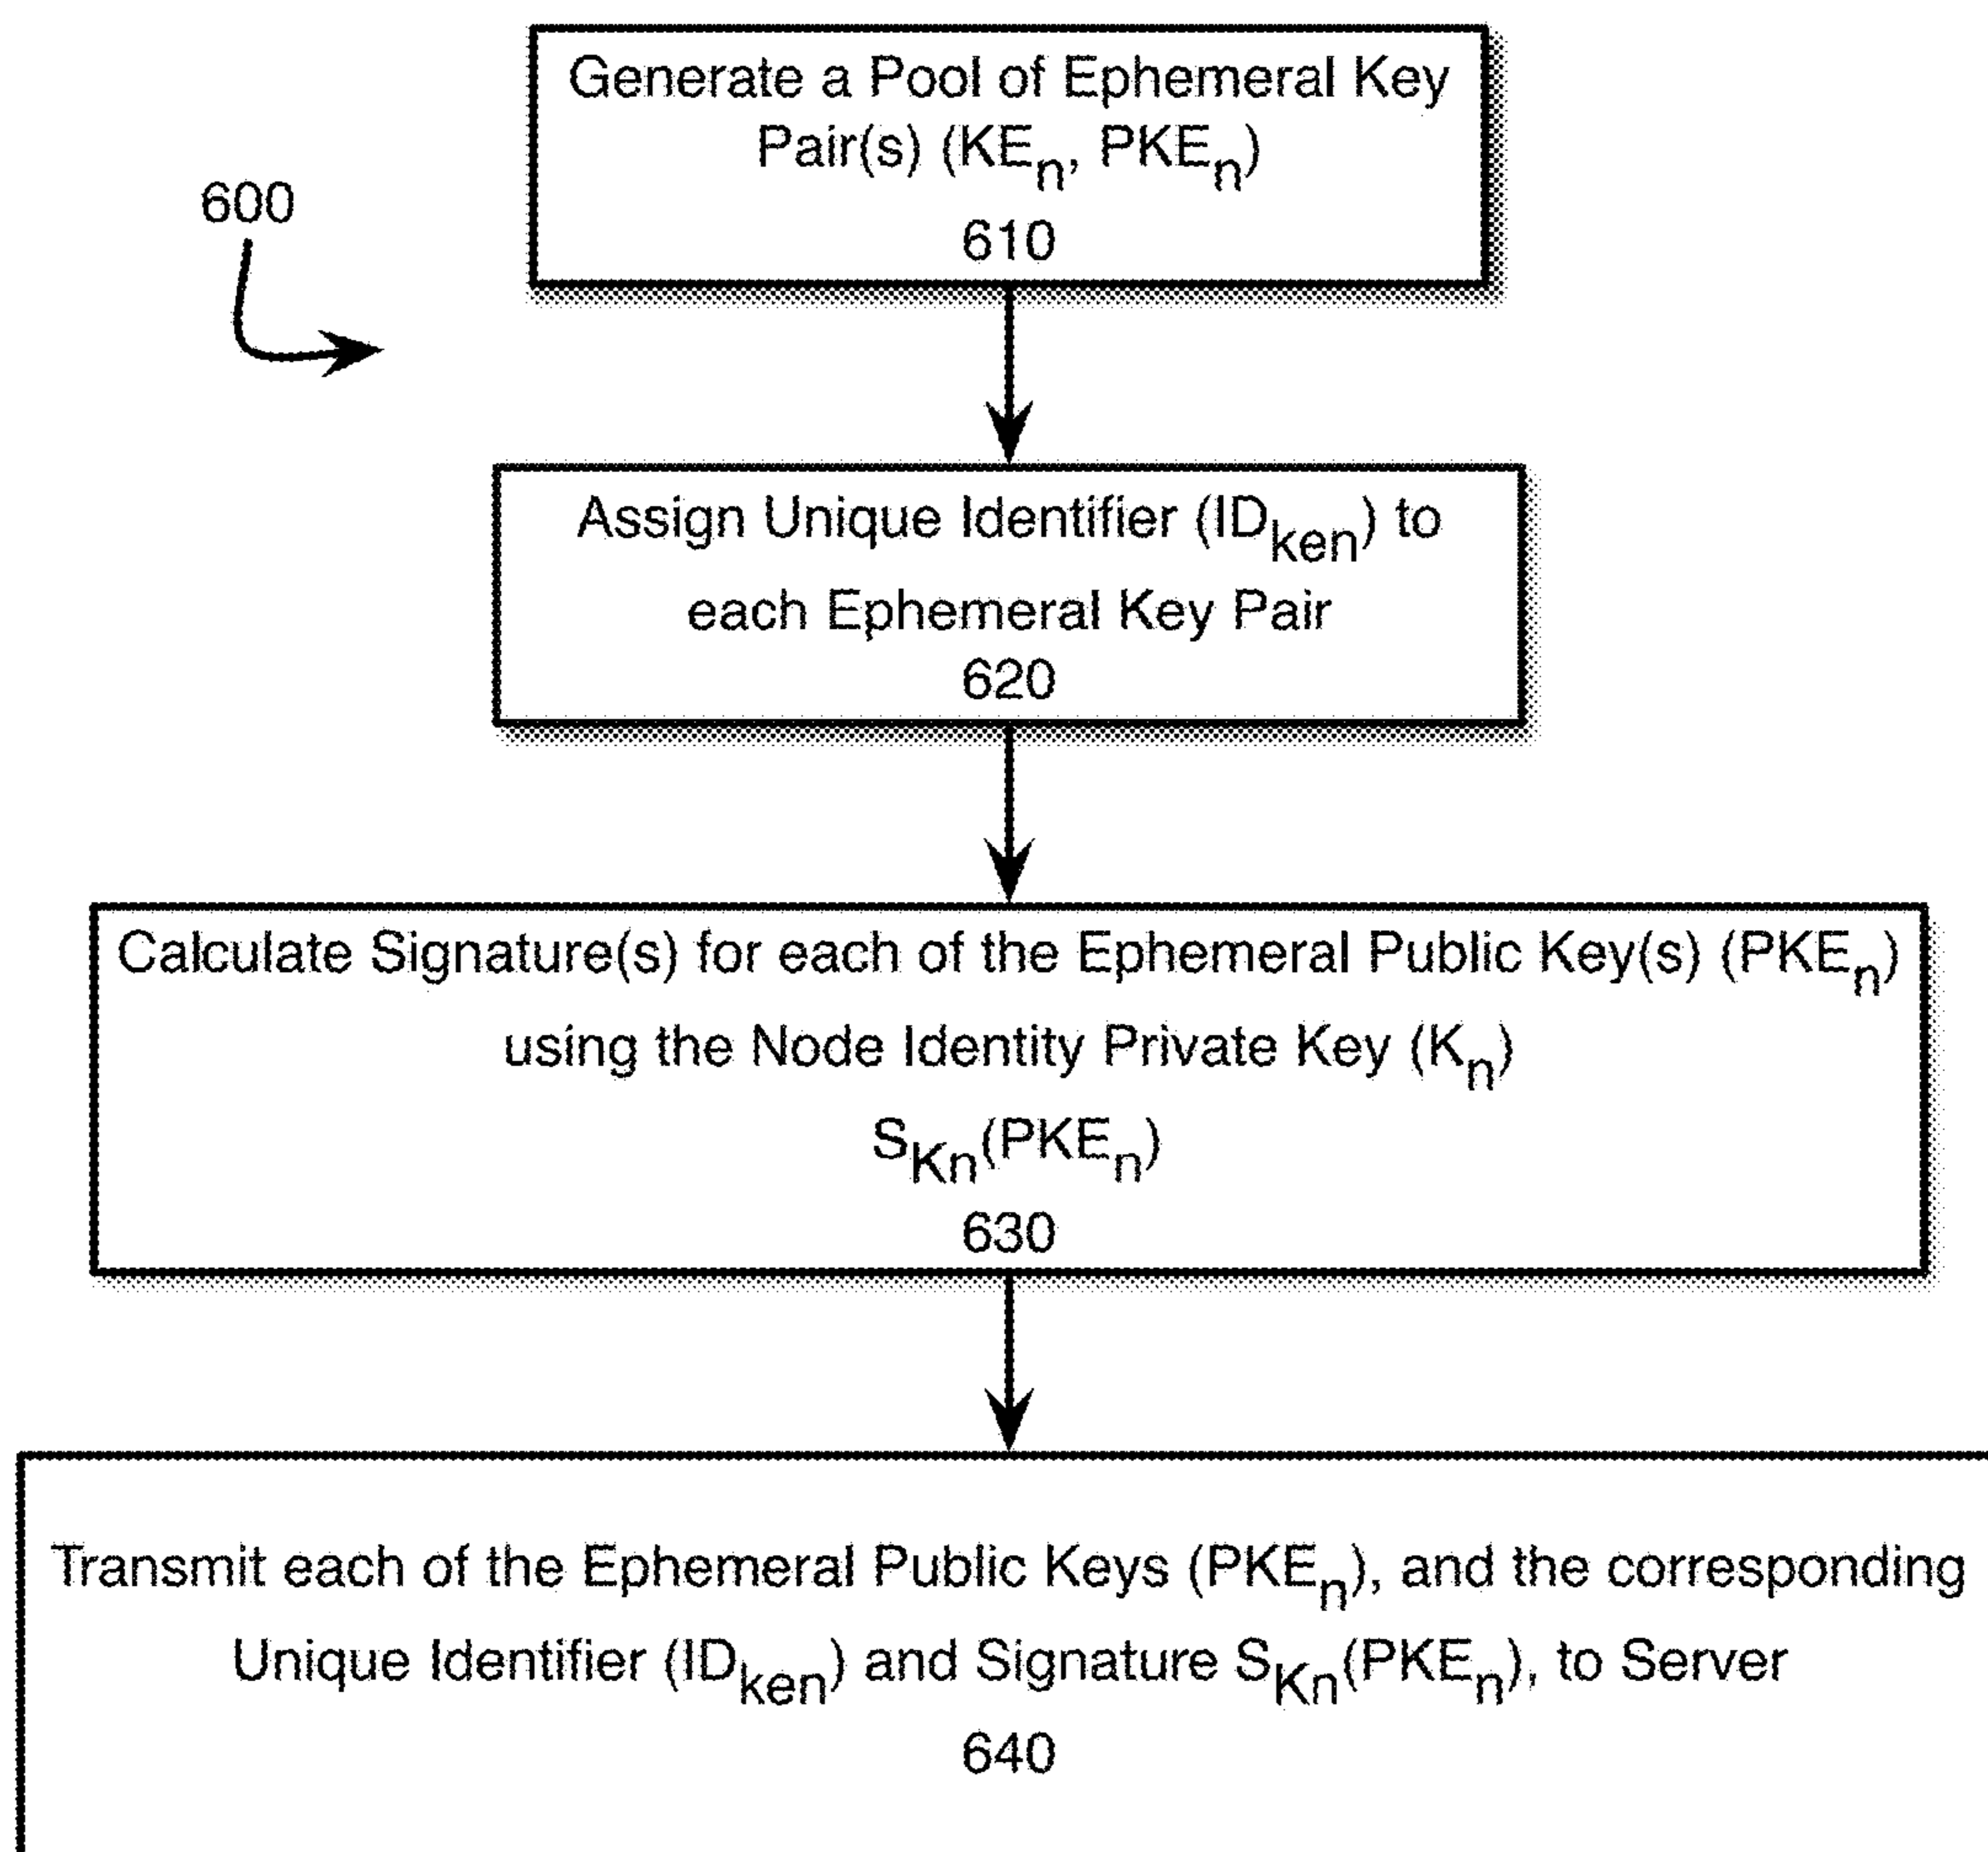 Generate a Pool of Ephemeral Key
Pair(s) (KEn, PKEn)
610
600
Assign Unique Identifier (IDken) to
each Ephemeral Key Pair
620
Calculate Signature(s) for each of the Ephemeral Public Key(s) (PKEn)
using the Node Identity Private Key (Kn)
SKn(PKEn)
630
Transmit each of the Ephemeral Public Keys (PKEn), and the corresponding
Unique Identifier (IDken) and Signature SKn(PKEn), to Server
640